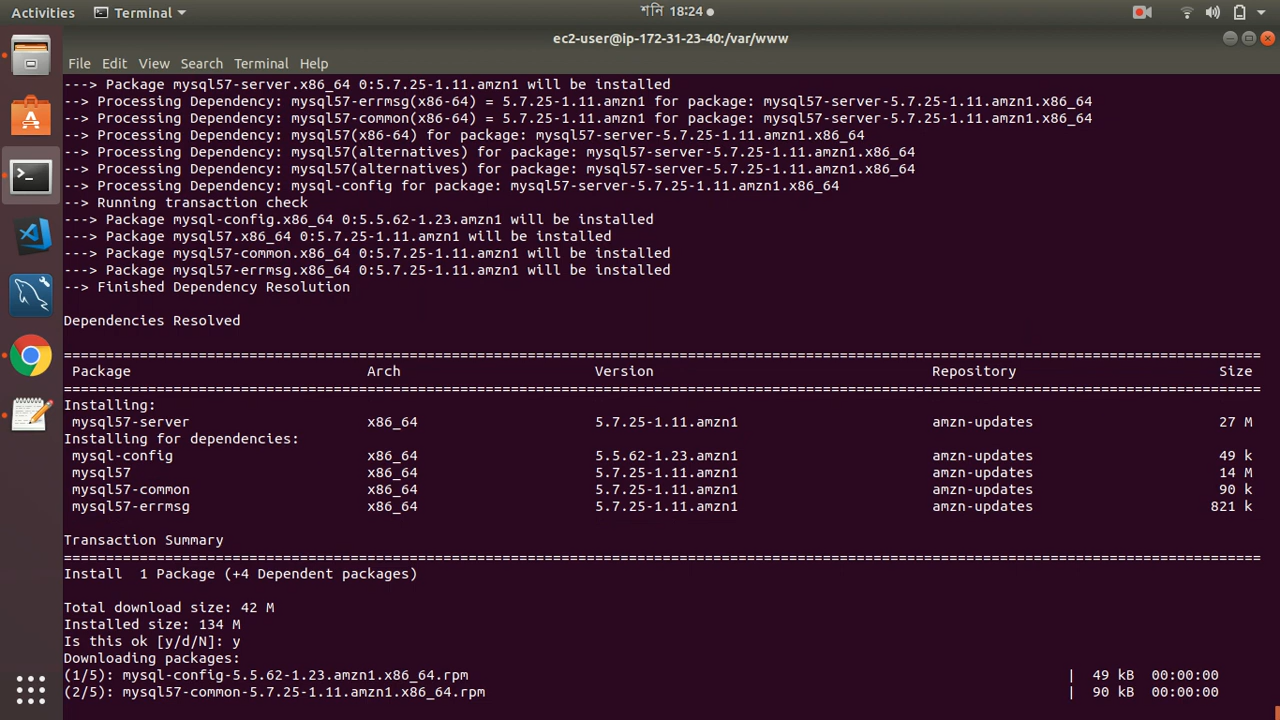 Activities Terminal শনি 18:24
ec2-user@ip-172-31-23-40:/var/www
File Edit View Search Terminal Help
---> Package mysql57-server.x86_64 0:5.7.25-1.11.amzn1 will be installed
--> Processing Dependency: mysql57-errmsg(x86-64) = 5.7.25-1.11.amzn1 for package: mysql57-server-5.7.25-1.11.amzn1.x86_64
--> Processing Dependency: mysql57-common(x86-64) = 5.7.25-1.11.amzn1 for package: mysql57-server-5.7.25-1.11.amzn1.x86_64
--> Processing Dependency: mysql57(x86-64) for package: mysql57-server-5.7.25-1.11.amzn1.x86_64
--> Processing Dependency: mysql57(alternatives) for package: mysql57-server-5.7.25-1.11.amzn1.x86_64
--> Processing Dependency: mysql57(alternatives) for package: mysql57-server-5.7.25-1.11.amzn1.x86_64
--> Processing Dependency: mysql-config for package: mysql57-server-5.7.25-1.11.amzn1.x86_64
--> Running transaction check
---> Package mysql-config.x86_64 0:5.5.62-1.23.amzn1 will be installed
---> Package mysql57.x86_64 0:5.7.25-1.11.amzn1 will be installed
---> Package mysql57-common.x86_64 0:5.7.25-1.11.amzn1 will be installed
---> Package mysql57-errmsg.x86_64 0:5.7.25-1.11.amzn1 will be installed
--> Finished Dependency Resolution
Dependencies Resolved
Package Arch Version Repository Size
Installing:
mysql57-server x86_64 5.7.25-1.11.amzn1 amzn-updates 27 M
Installing for dependencies:
mysql-config x86_64 5.5.62-1.23.amzn1 amzn-updates 49 k
mysql57 x86_64 5.7.25-1.11.amzn1 amzn-updates 14 M
mysql57-common x86_64 5.7.25-1.11.amzn1 amzn-updates 90 k
mysql57-errmsg x86_64 5.7.25-1.11.amzn1 amzn-updates 821 k
Transaction Summary
Install 1 Package (+4 Dependent packages)
Total download size: 42 M
Installed size: 134 M
Is this ok [y/d/N]: y
Downloading packages:
(1/5): mysql-config-5.5.62-1.23.amzn1.x86_64.rpm | 49 kB 00:00:00
(2/5): mysql57-common-5.7.25-1.11.amzn1.x86_64.rpm | 90 kB 00:00:00